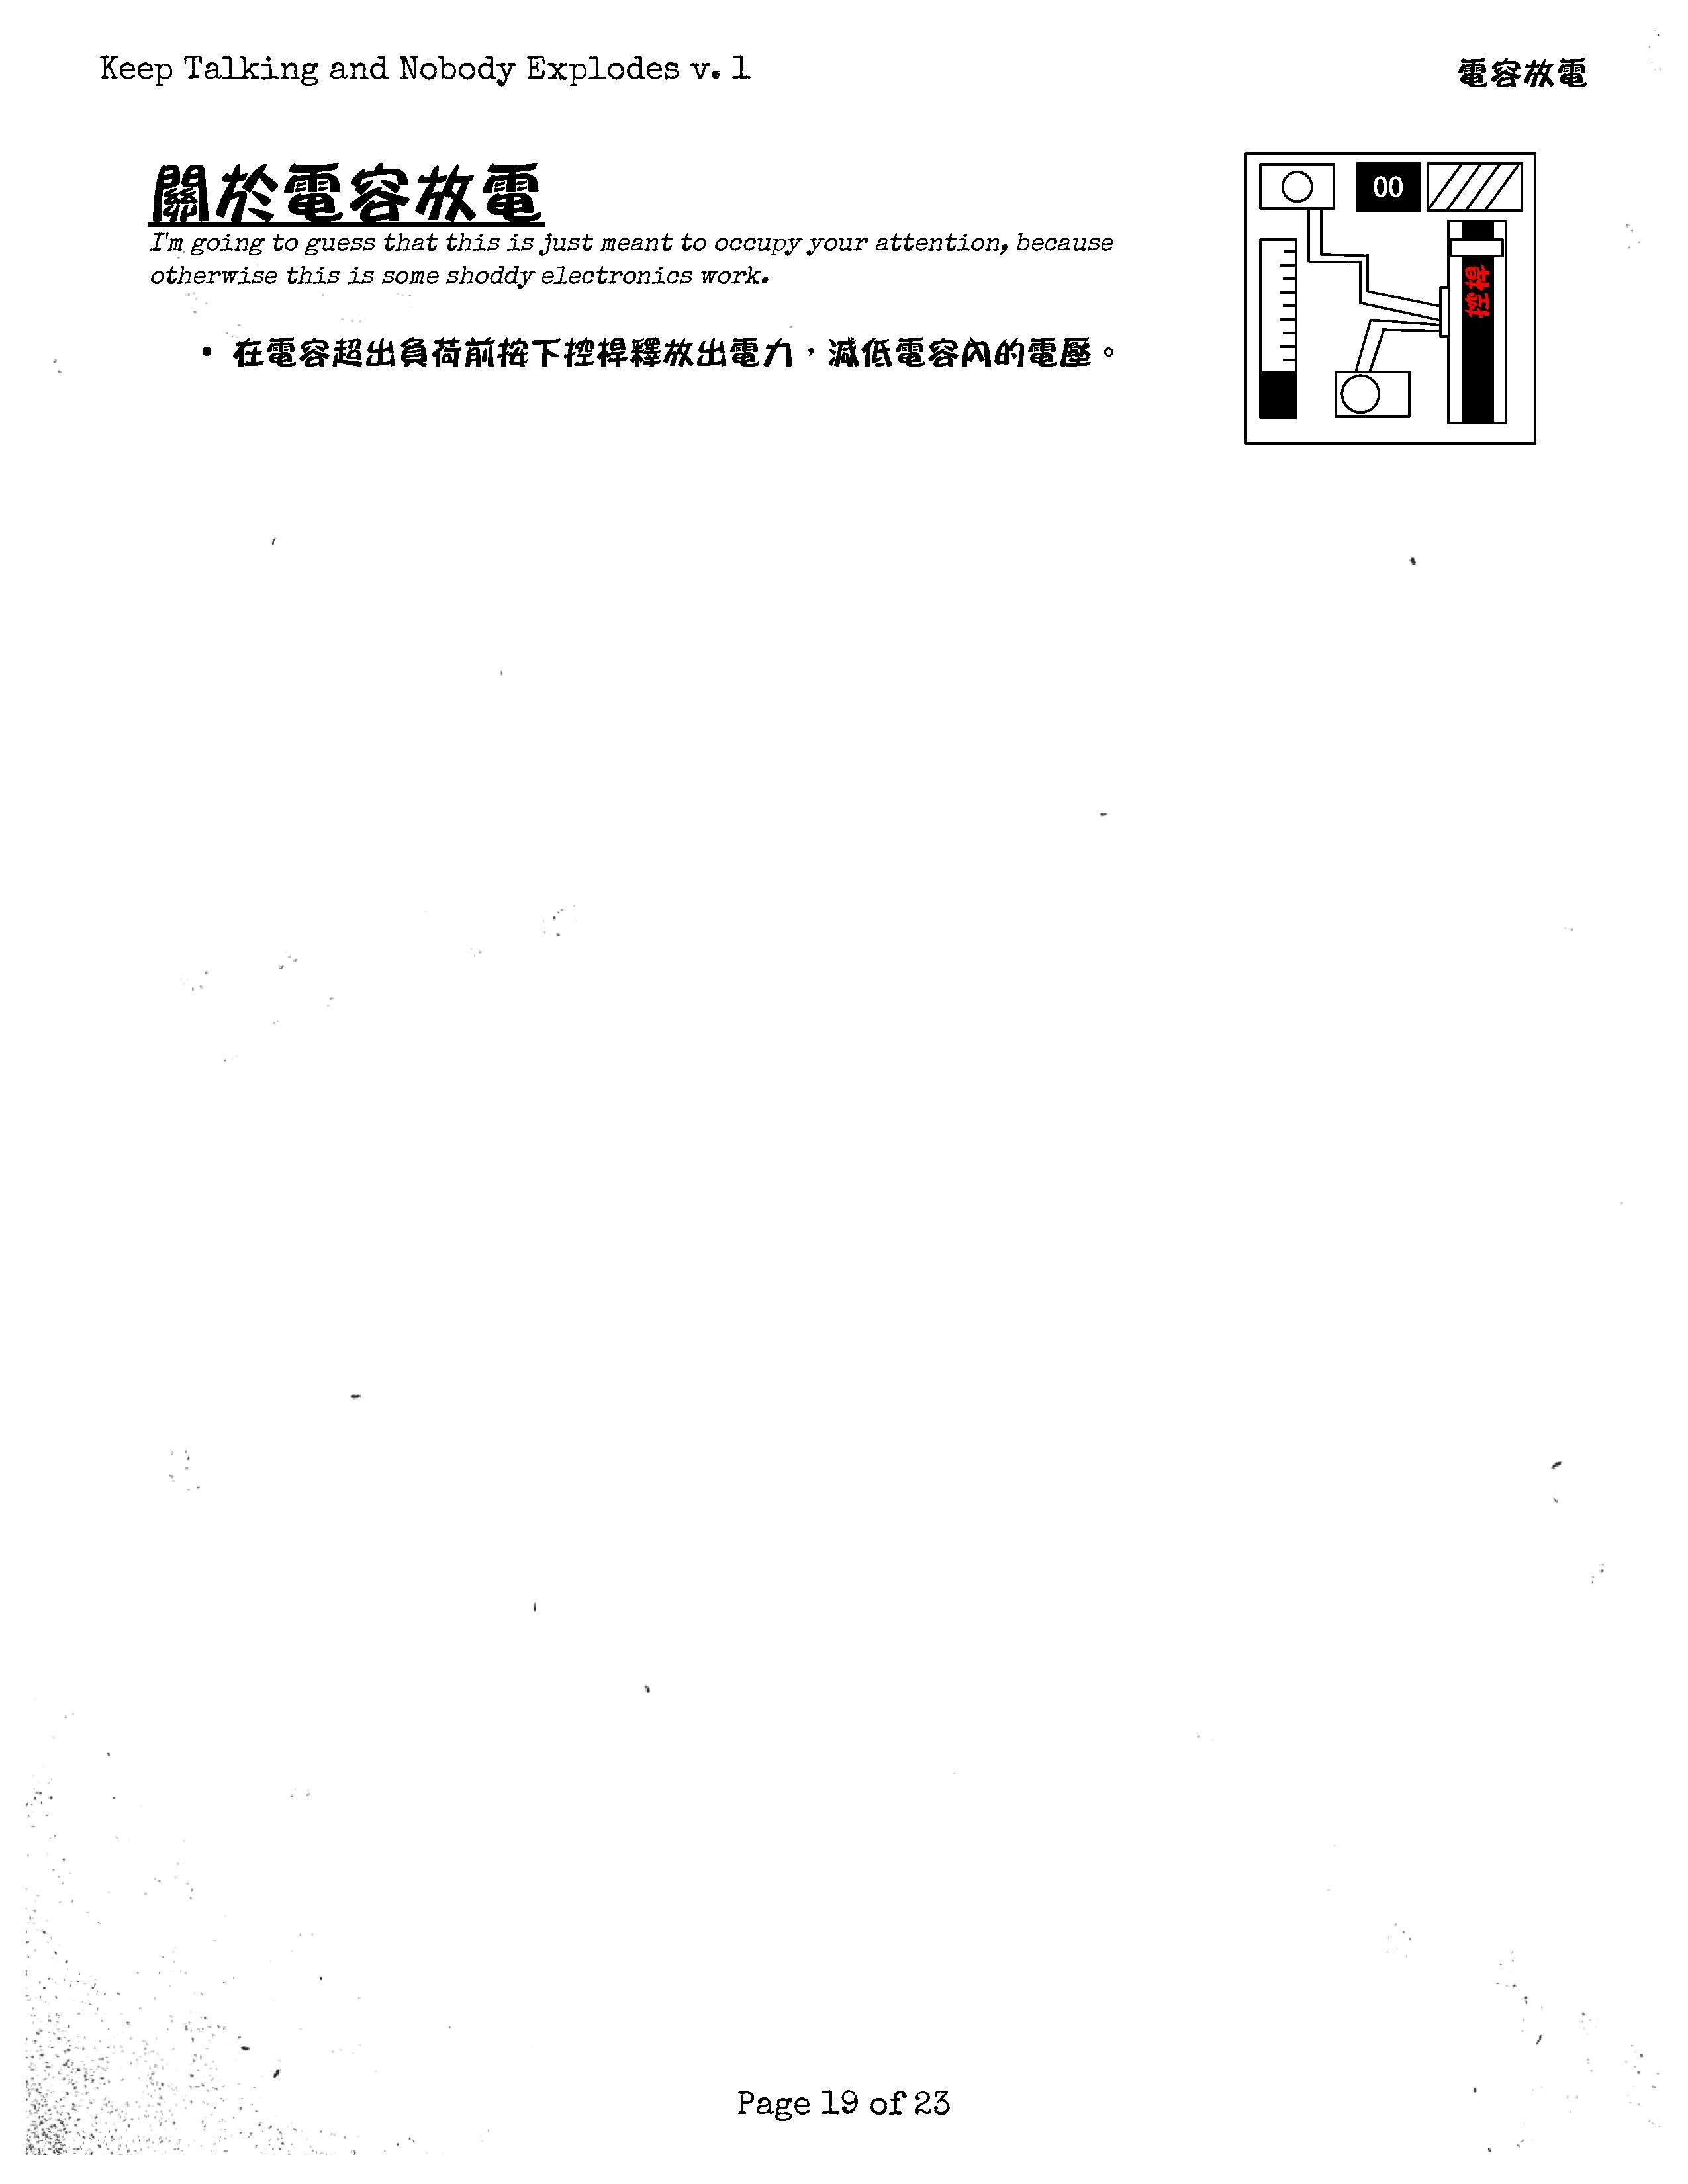 Keep Talking and Nobody Explodes v. 1
電容放電
關於電容放電
I'm going to guess that this is just meant to occupy your attention, because
otherwise this is some shoddy electronics work.
• 在電容超出負荷前按下控桿釋放出電力，減低電容內的電壓。
00
Page 19 of 23